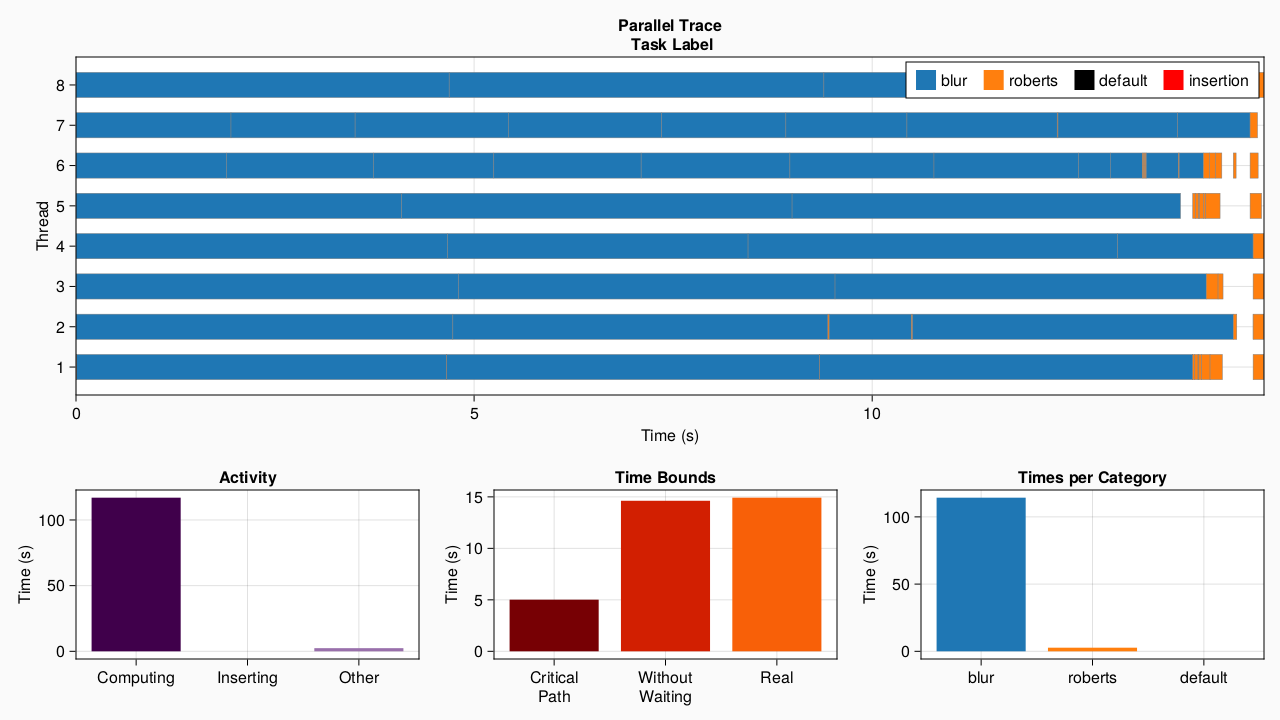 Parallel Trace
Task Label
blur roberts default insertion
Thread
8
7
6
5
4
3
2
1
0 5 10
Time (s)
Activity
Time (s)
100
50
0
Computing Inserting Other
Time Bounds
Time (s)
15
10
5
0
Critical Path
Without Waiting
Real
Times per Category
Time (s)
100
50
0
blur roberts default